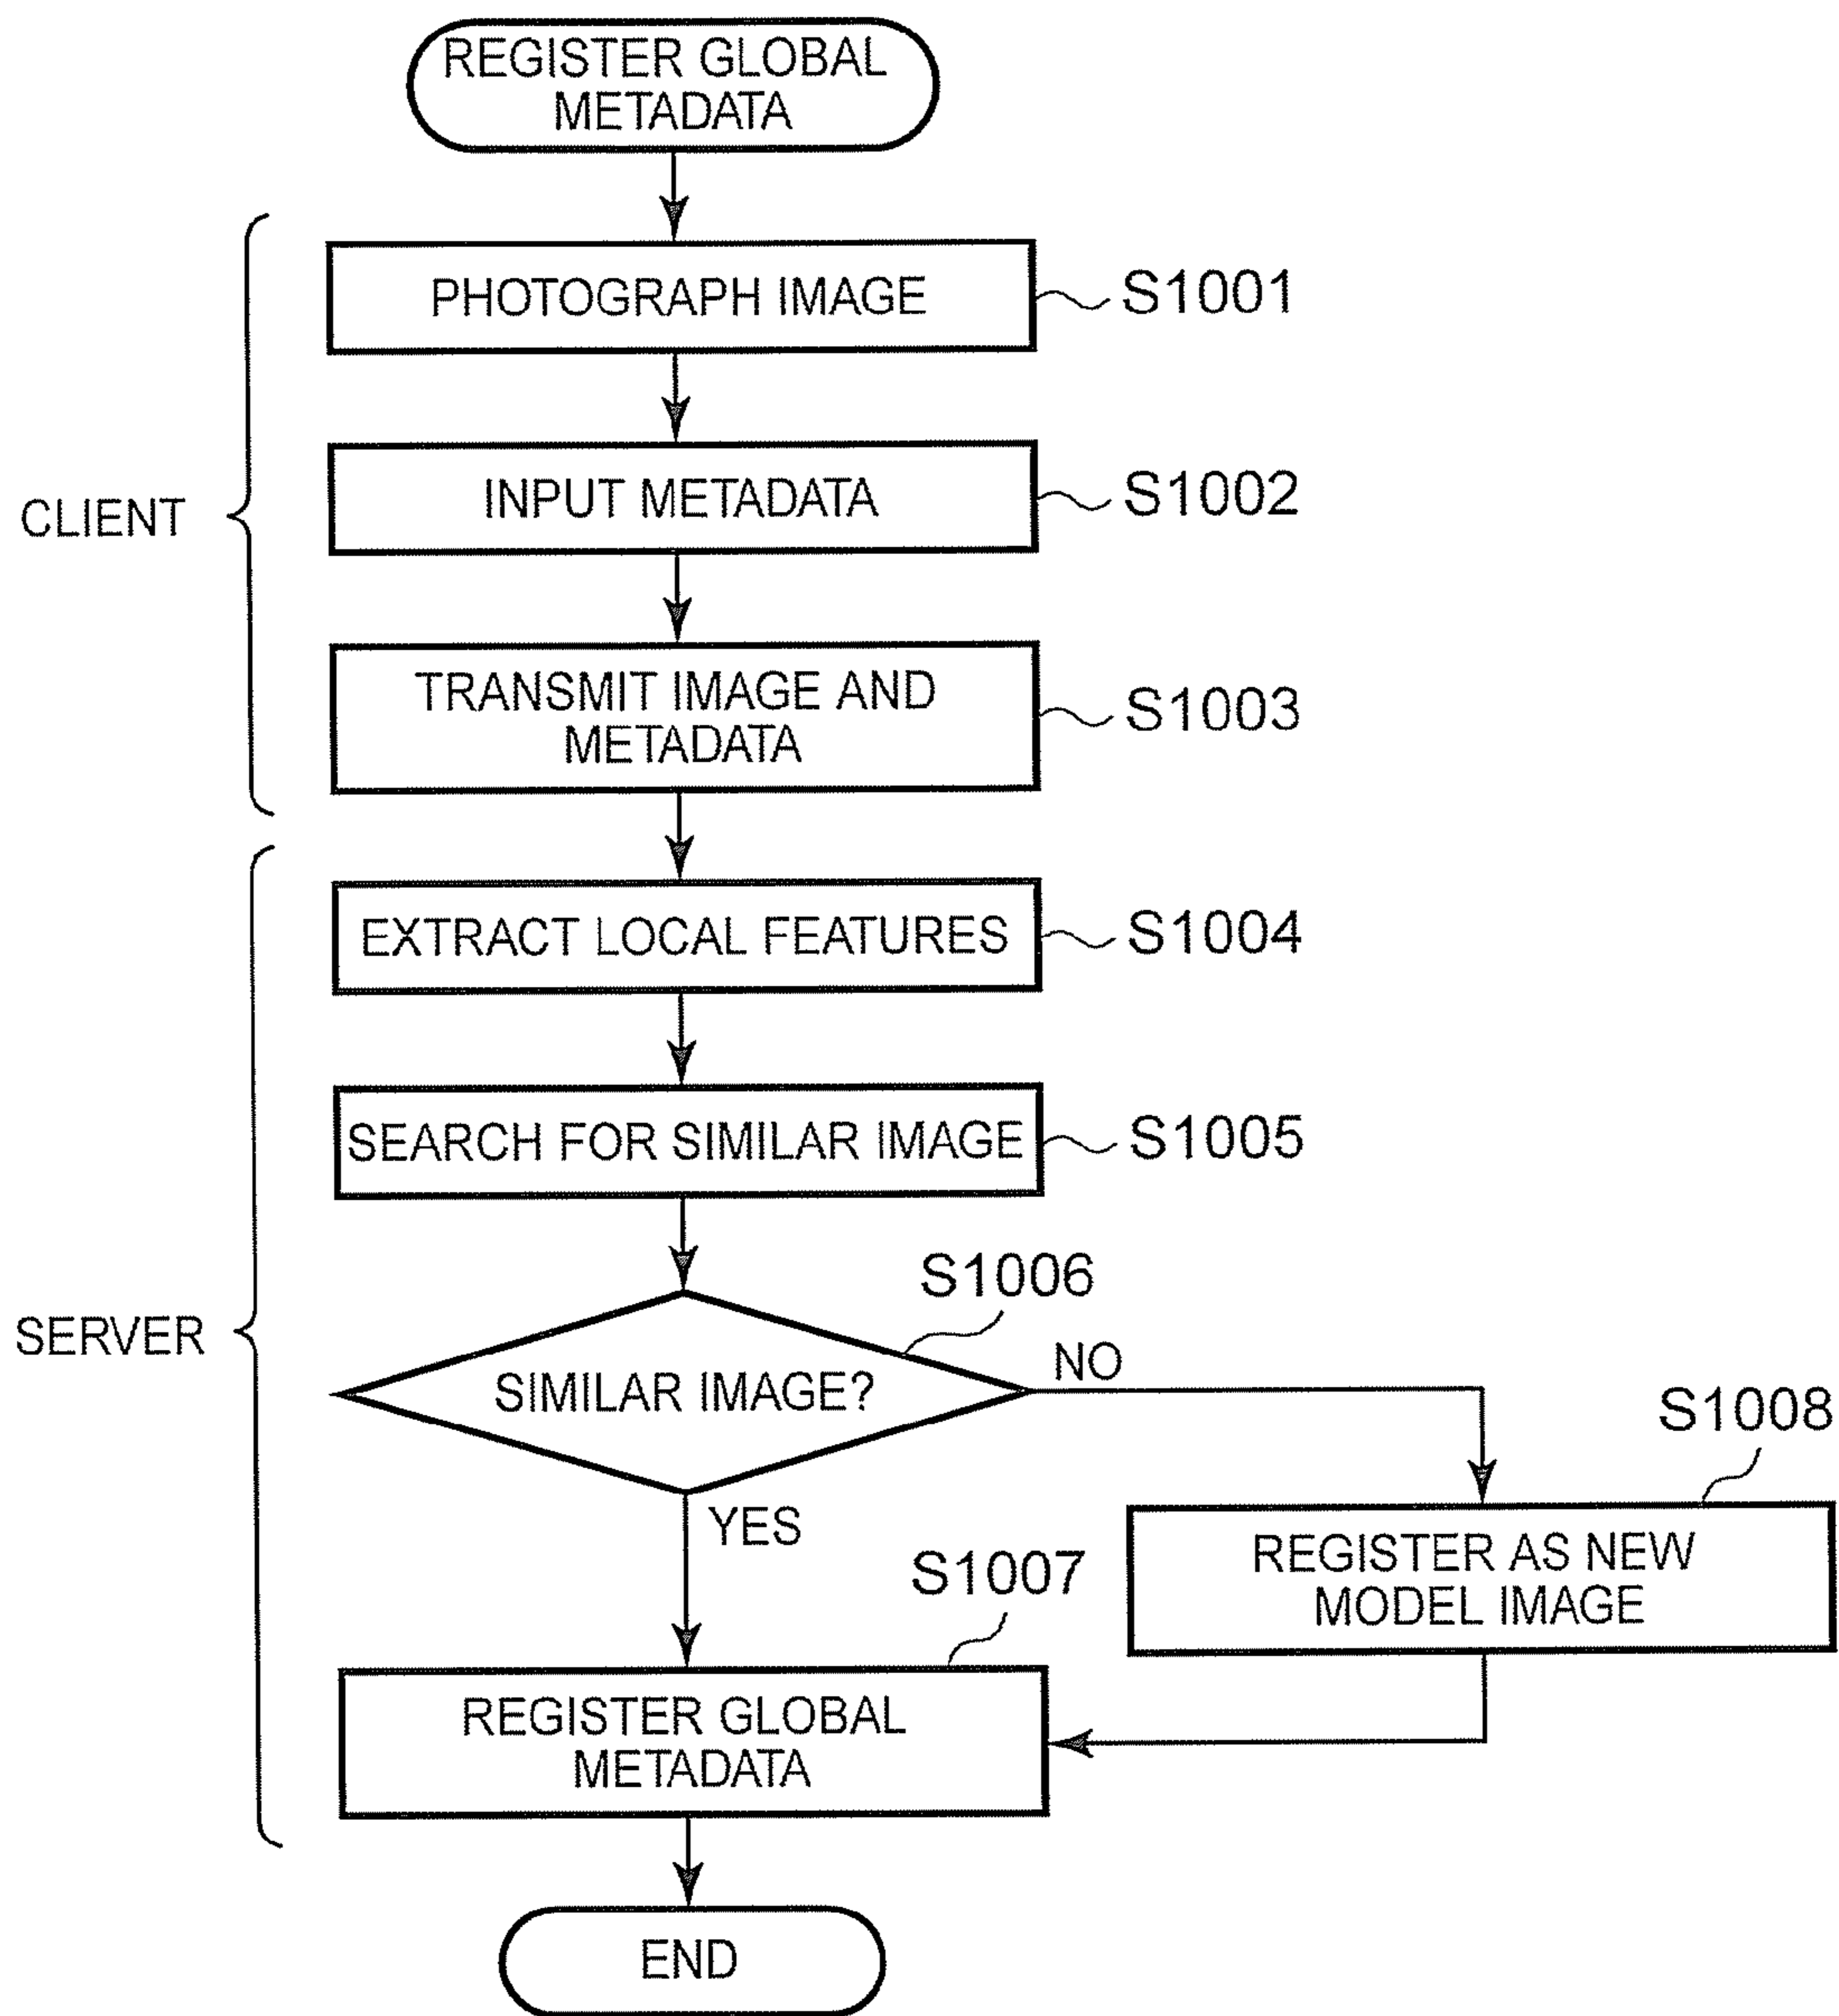 REGISTER GLOBAL
METADATA
PHOTOGRAPH IMAGE
S1001
INPUT METADATA
S1002
CLIENT
TRANSMIT IMAGE AND
METADATA
S1003
EXTRACT LOCAL FEATURES
S1004
SEARCH FOR SIMILAR IMAGE
S1005
S1006
SERVER
SIMILAR IMAGE?
NO
YES
S1008
REGISTER AS NEW
MODEL IMAGE
S1007
REGISTER GLOBAL
METADATA
END